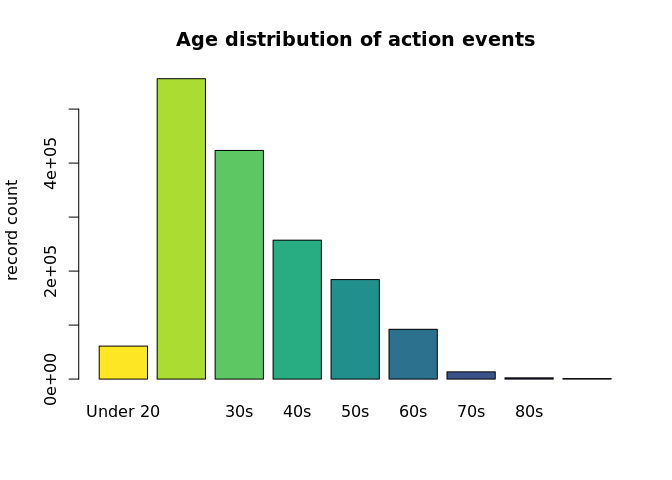 Age distribution of action events
record count
4e+05
2e+05
0e+00
Under 20 30s 40s 50s 60s 70s 80s